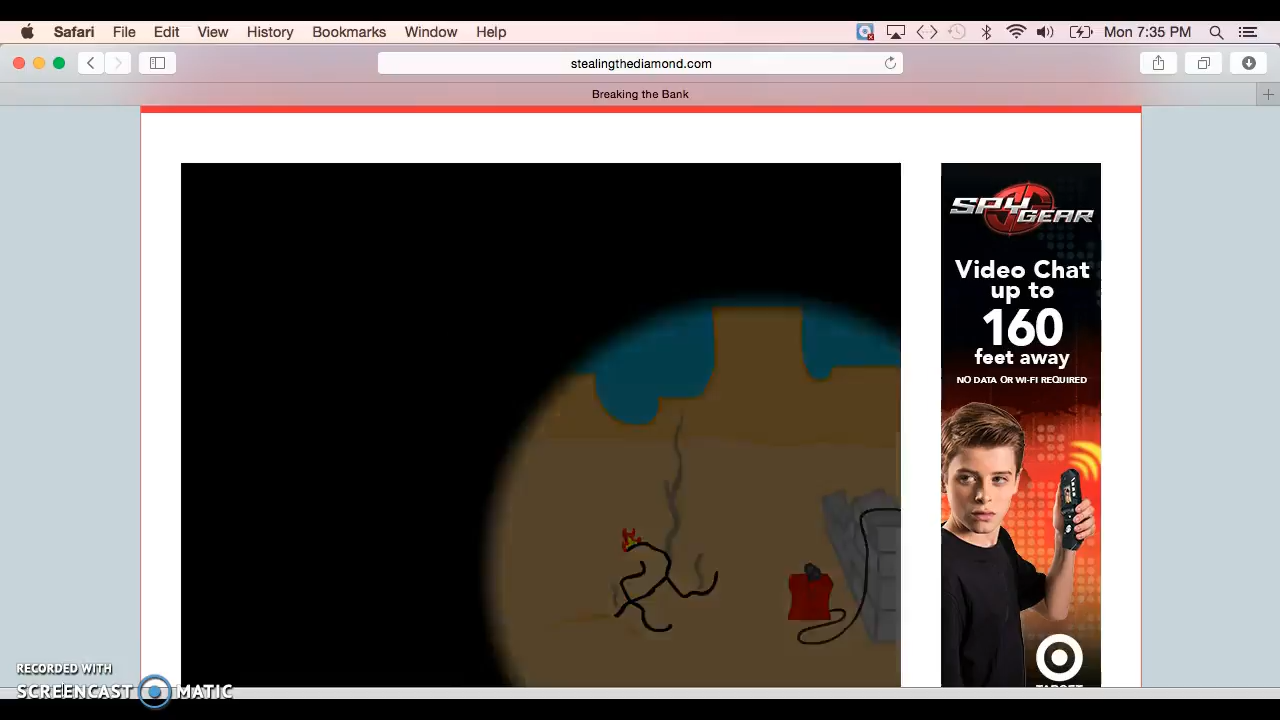 Safari File Edit View History Bookmarks Window Help Mon 7:35 PM
stealingthediamond.com
Breaking the Bank
SPY GEAR
Video Chat
up to
160
feet away
NO DATA OR WI-FI REQUIRED
TARGET
RECORDED WITH
SCREENCAST MATIC